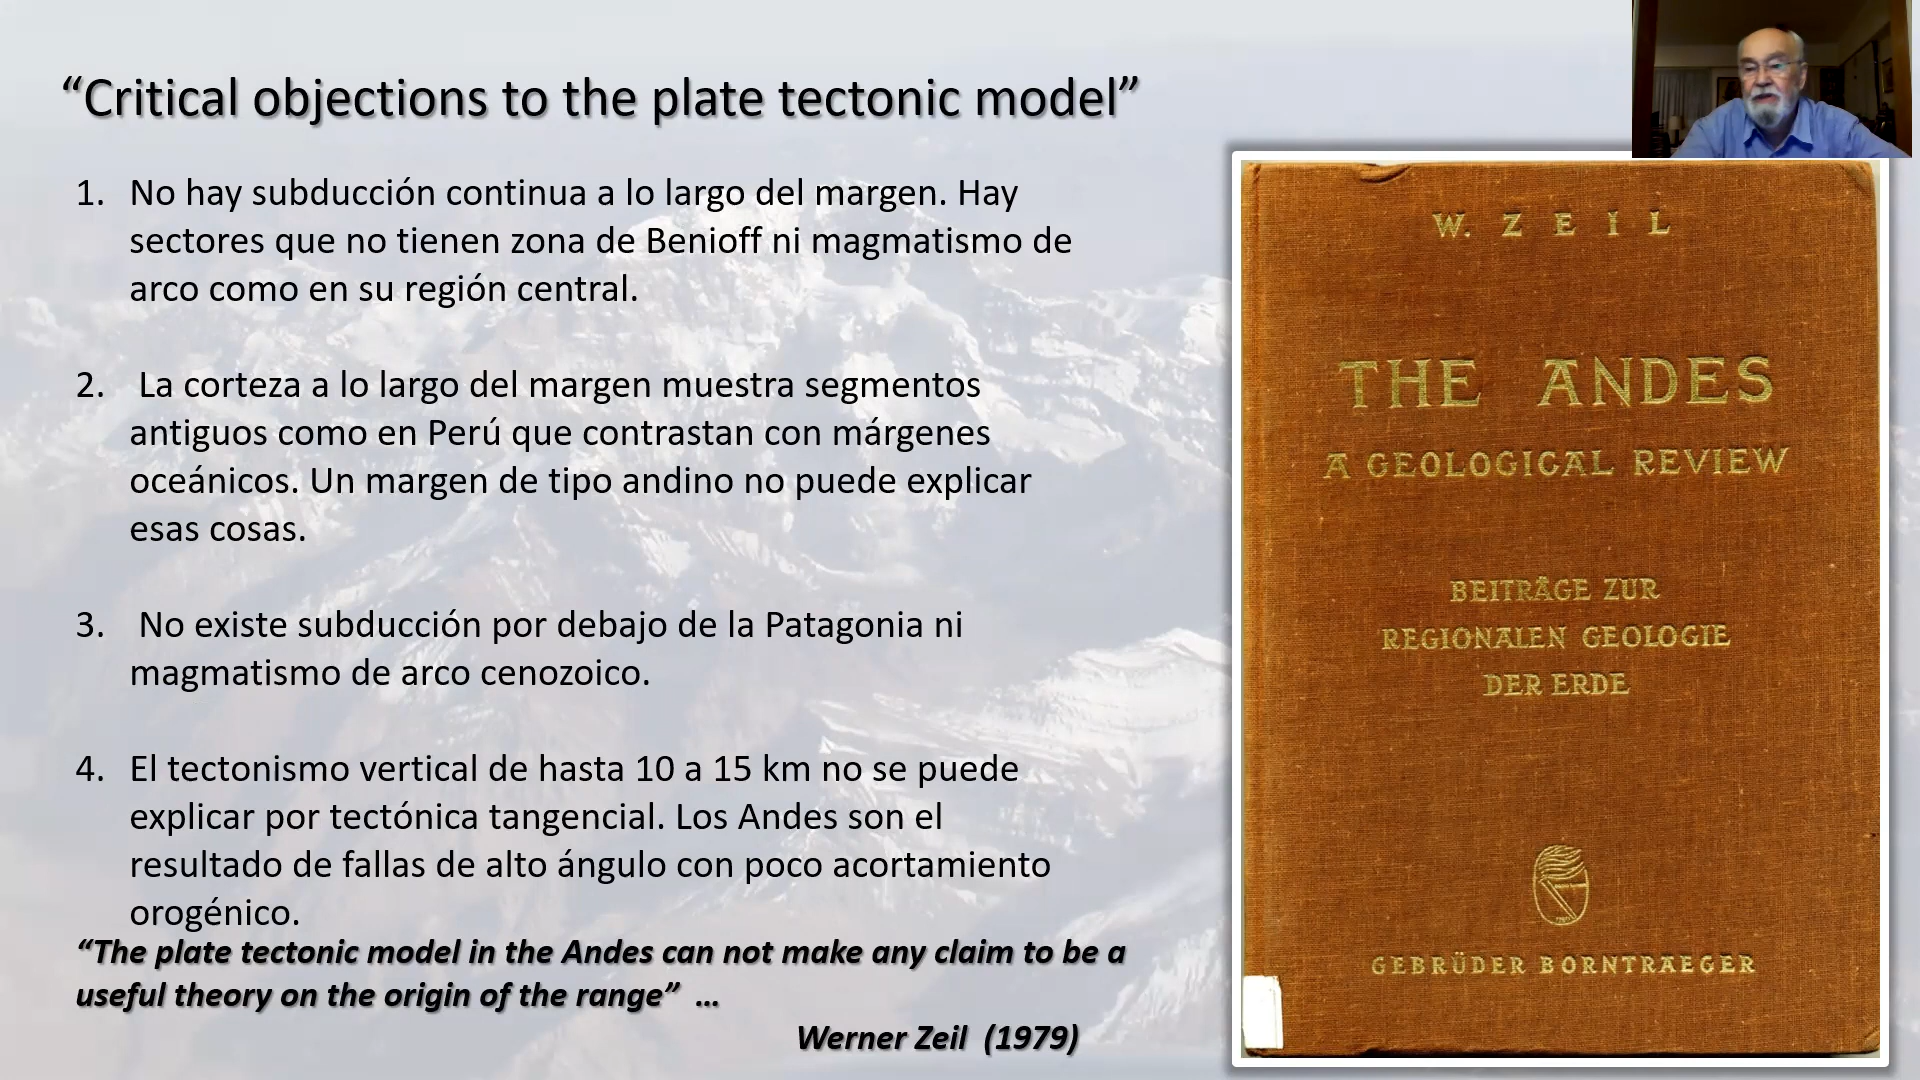 “Critical objections to the plate tectonic model”
1. No hay subducción continua a lo largo del margen. Hay
sectores que no tienen zona de Benioff ni magmatismo de
arco como en su región central.
2. La corteza a lo largo del margen muestra segmentos
antiguos como en Perú que contrastan con márgenes
oceánicos. Un margen de tipo andino no puede explicar
esas cosas.
3. No existe subducción por debajo de la Patagonia ni
magmatismo de arco cenozoico.
4. El tectonismo vertical de hasta 10 a 15 km no se puede
explicar por tectónica tangencial. Los Andes son el
resultado de fallas de alto ángulo con poco acortamiento
orogénico.
“The plate tectonic model in the Andes can not make any claim to be a
useful theory on the origin of the range” ...
Werner Zeil (1979)
W. ZEIL
THE ANDES
A GEOLOGICAL REVIEW
BEITRÄGE ZUR
REGIONALEN GEOLOGIE
DER ERDE
GEBRÜDER BORNTRAEGER